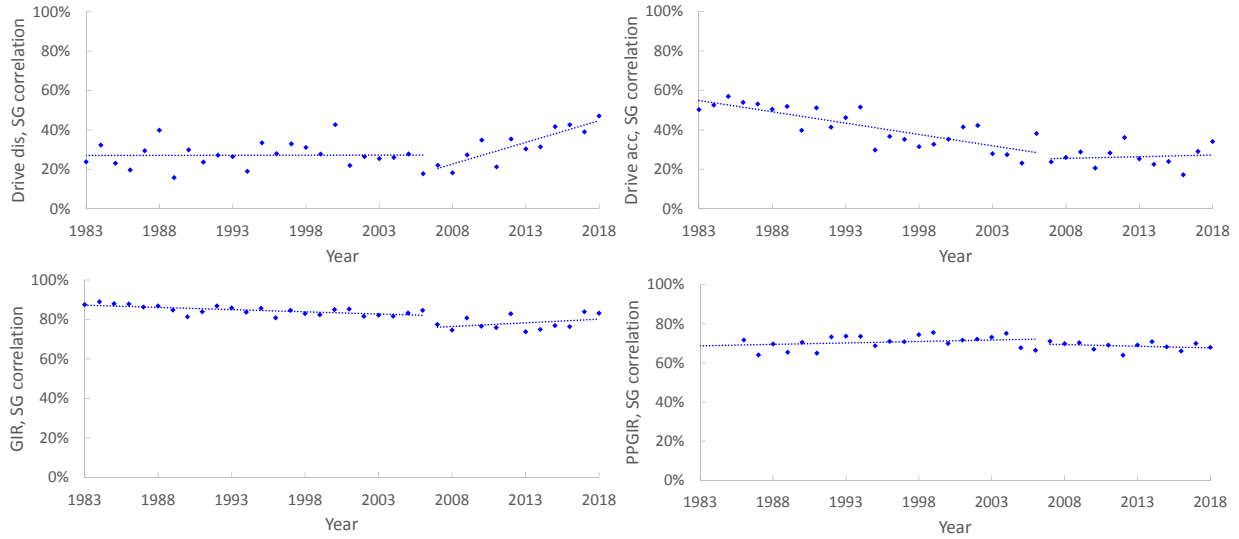 Drive dis, SG correlation
100%
80%
60%
40%
20%
0%
1983 1988 1993 1998 2003 2008 2013 2018
Year
Drive acc, SG correlation
100%
80%
60%
40%
20%
0%
1983 1988 1993 1998 2003 2008 2013 2018
Year
GIR, SG correlation
100%
80%
60%
40%
20%
0%
1983 1988 1993 1998 2003 2008 2013 2018
Year
PPGIR, SG correlation
100%
80%
60%
40%
20%
0%
1983 1988 1993 1998 2003 2008 2013 2018
Year